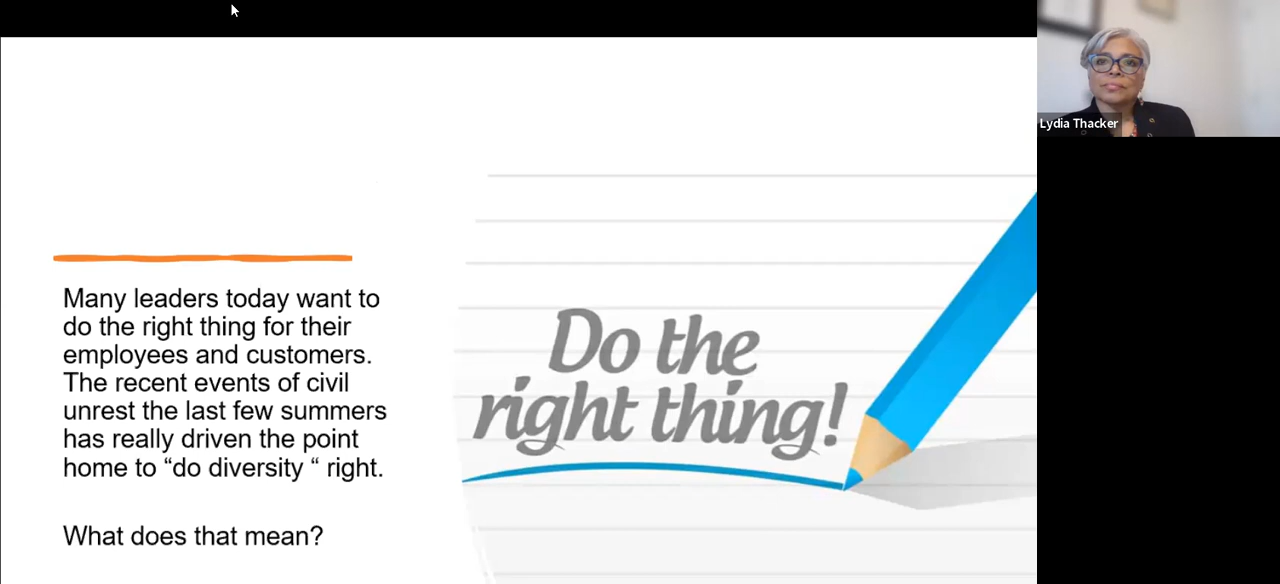 Many leaders today want to
do the right thing for their
employees and customers.
The recent events of civil
unrest the last few summers
has really driven the point
home to “do diversity “ right.
What does that mean?
Do the
right thing!
Lydia Thacker